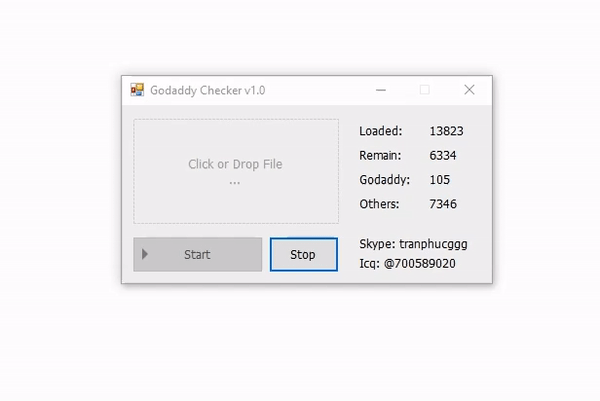 Godaddy Checker v1.0
Click or Drop File
...
Start
Stop
Loaded: 13823
Remain: 6334
Godaddy: 105
Others: 7346
Skype: tranphucggg
Icq: @700589020